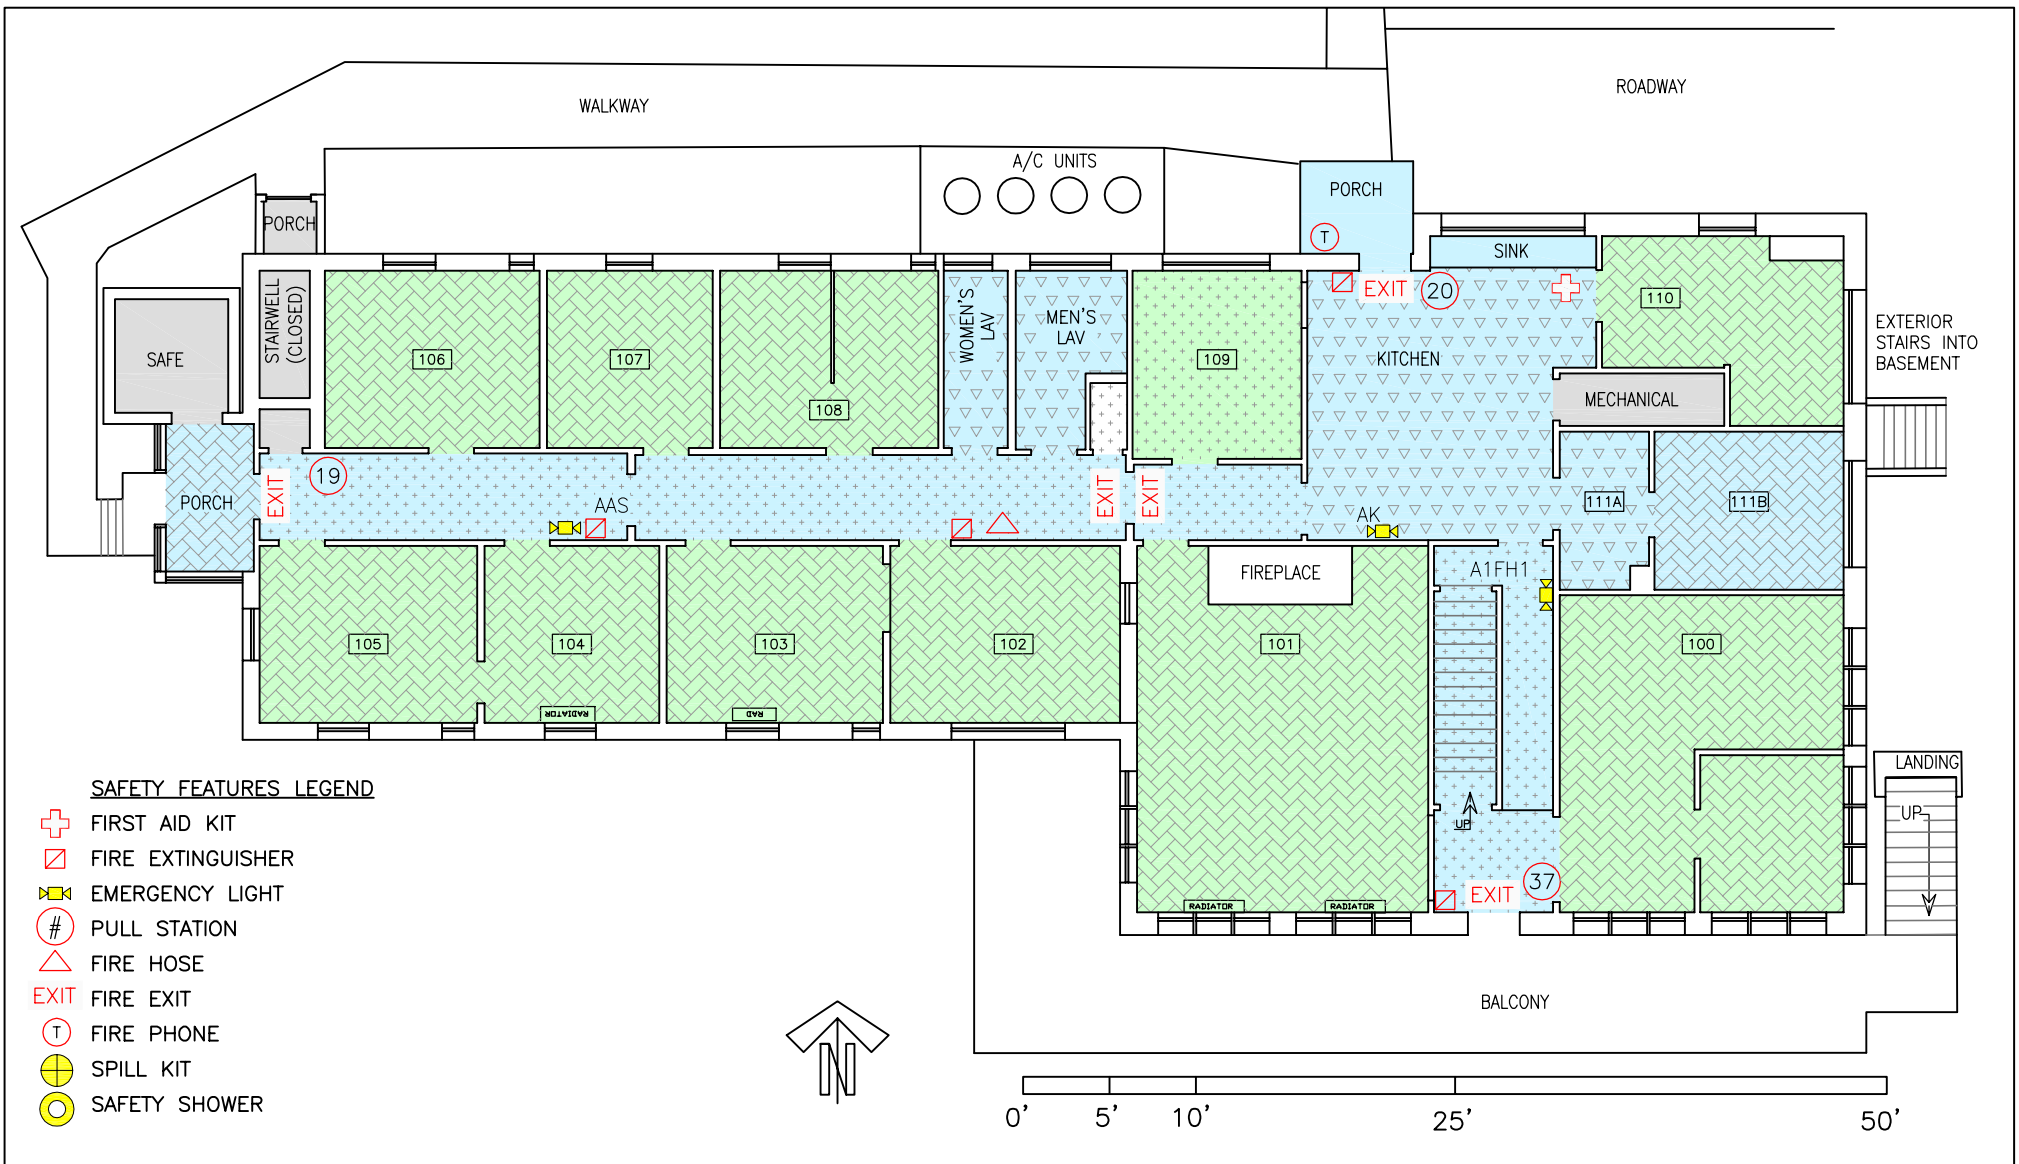 ROADWAY
WALKWAY
A/C UNITS
PORCH
PORCH
T
SINK
EXIT
20
110
EXTERIOR
STAIRS INTO
BASEMENT
STAIRWELL
(CLOSED)
SAFE
106
107
108
WOMEN'S
LAV
MEN'S
LAV
109
KITCHEN
MECHANICAL
PORCH
EXIT
19
AAS
EXIT
EXIT
AK
111A
111B
FIREPLACE
A1FH1
105
104
103
102
101
100
RADIATOR
RAD
RADIATOR
RADIATOR
UP
EXIT
37
LANDING
UP
BALCONY
SAFETY FEATURES LEGEND
FIRST AID KIT
FIRE EXTINGUISHER
EMERGENCY LIGHT
# PULL STATION
FIRE HOSE
EXIT FIRE EXIT
T FIRE PHONE
SPILL KIT
SAFETY SHOWER
N
0' 5' 10' 25' 50'